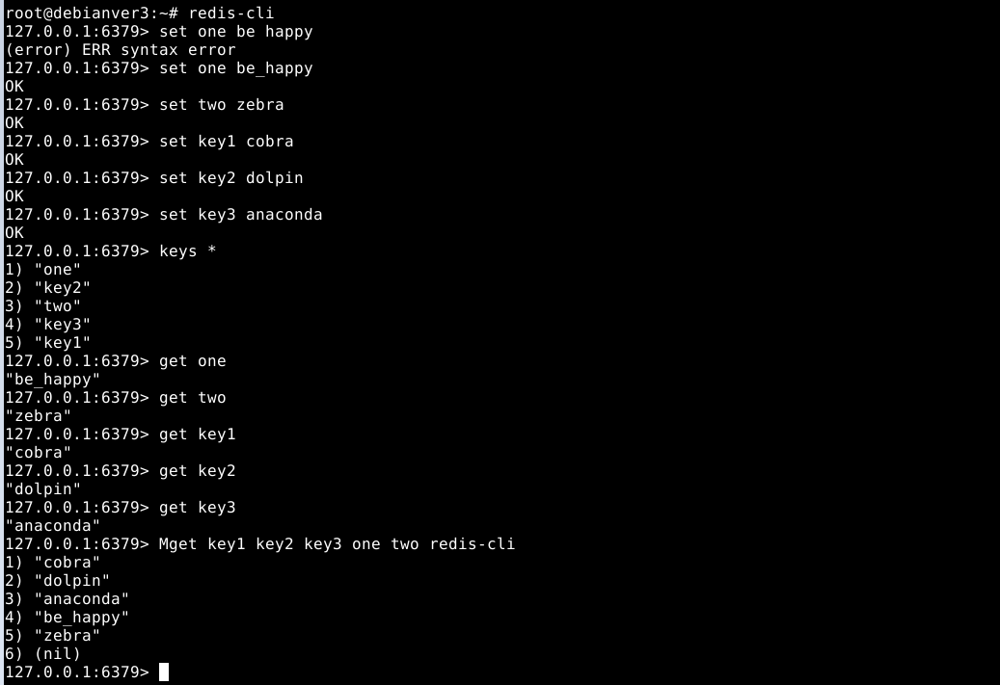 root@debianver3:~# redis-cli
127.0.0.1:6379> set one be happy
(error) ERR syntax error
127.0.0.1:6379> set one be_happy
OK
127.0.0.1:6379> set two zebra
OK
127.0.0.1:6379> set key1 cobra
OK
127.0.0.1:6379> set key2 dolpin
OK
127.0.0.1:6379> set key3 anaconda
OK
127.0.0.1:6379> keys *
1) "one"
2) "key2"
3) "two"
4) "key3"
5) "key1"
127.0.0.1:6379> get one
"be_happy"
127.0.0.1:6379> get two
"zebra"
127.0.0.1:6379> get key1
"cobra"
127.0.0.1:6379> get key2
"dolpin"
127.0.0.1:6379> get key3
"anaconda"
127.0.0.1:6379> Mget key1 key2 key3 one two redis-cli
1) "cobra"
2) "dolpin"
3) "anaconda"
4) "be_happy"
5) "zebra"
6) (nil)
127.0.0.1:6379>